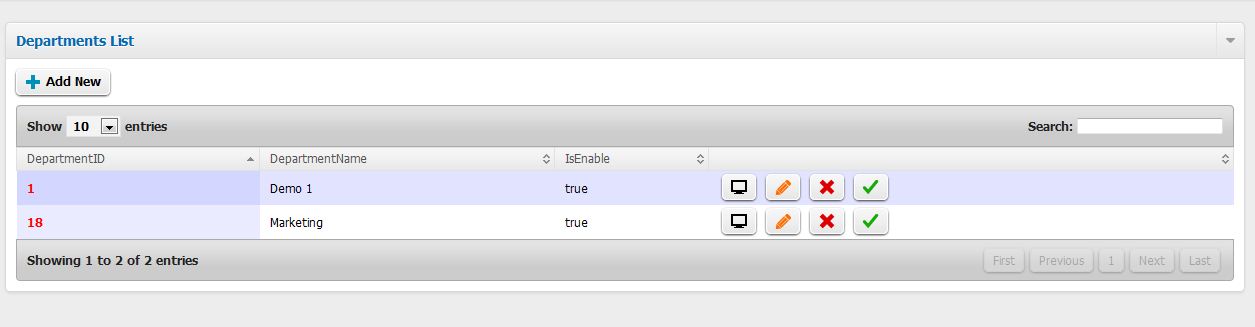 Departments List
Add New
Show 10 entries Search:
DepartmentID DepartmentName IsEnable
1 Demo 1 true
18 Marketing true
Showing 1 to 2 of 2 entries First Previous 1 Next Last